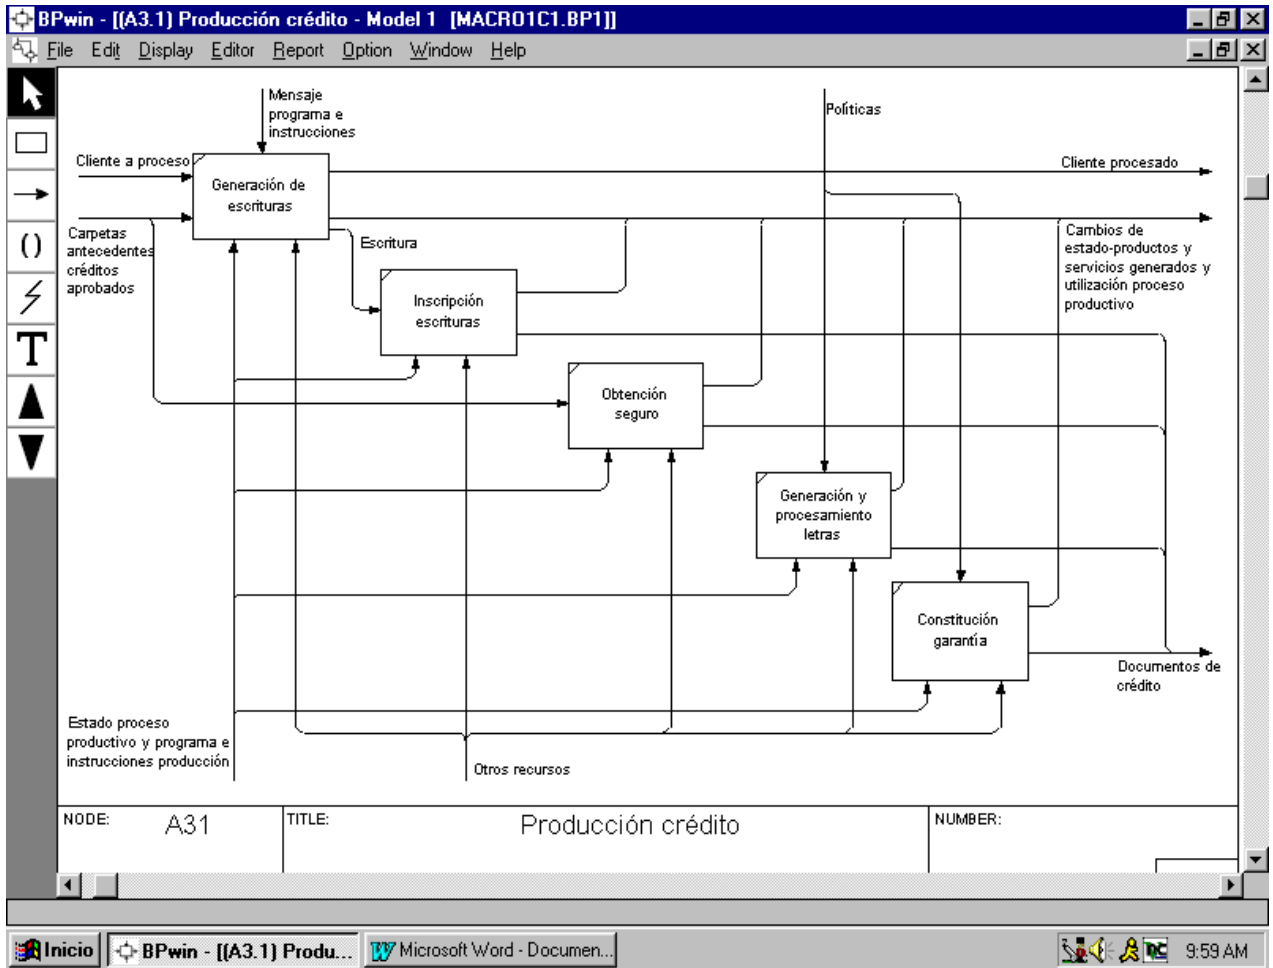 BPwin - [(A3.1) Producción crédito - Model 1  [MACRO1C1.BP1]]
File Edit Display Editor Report Option Window Help
Mensaje
programa e
instrucciones
Políticas
Cliente a proceso
Cliente procesado
Generación de
escrituras
Carpetas
antecedentes
créditos
aprobados
Escritura
Cambios de
estado-productos y
servicios generados y
utilización proceso
productivo
Inscripción
escrituras
Obtención
seguro
Generación y
procesamiento
letras
Constitución
garantía
Documentos de
crédito
Estado proceso
productivo y programa e
instrucciones producción
Otros recursos
NODE: A31 TITLE: Producción crédito NUMBER:
( )
T
Inicio BPwin - [(A3.1) Produ... Microsoft Word - Documen... 9:59 AM